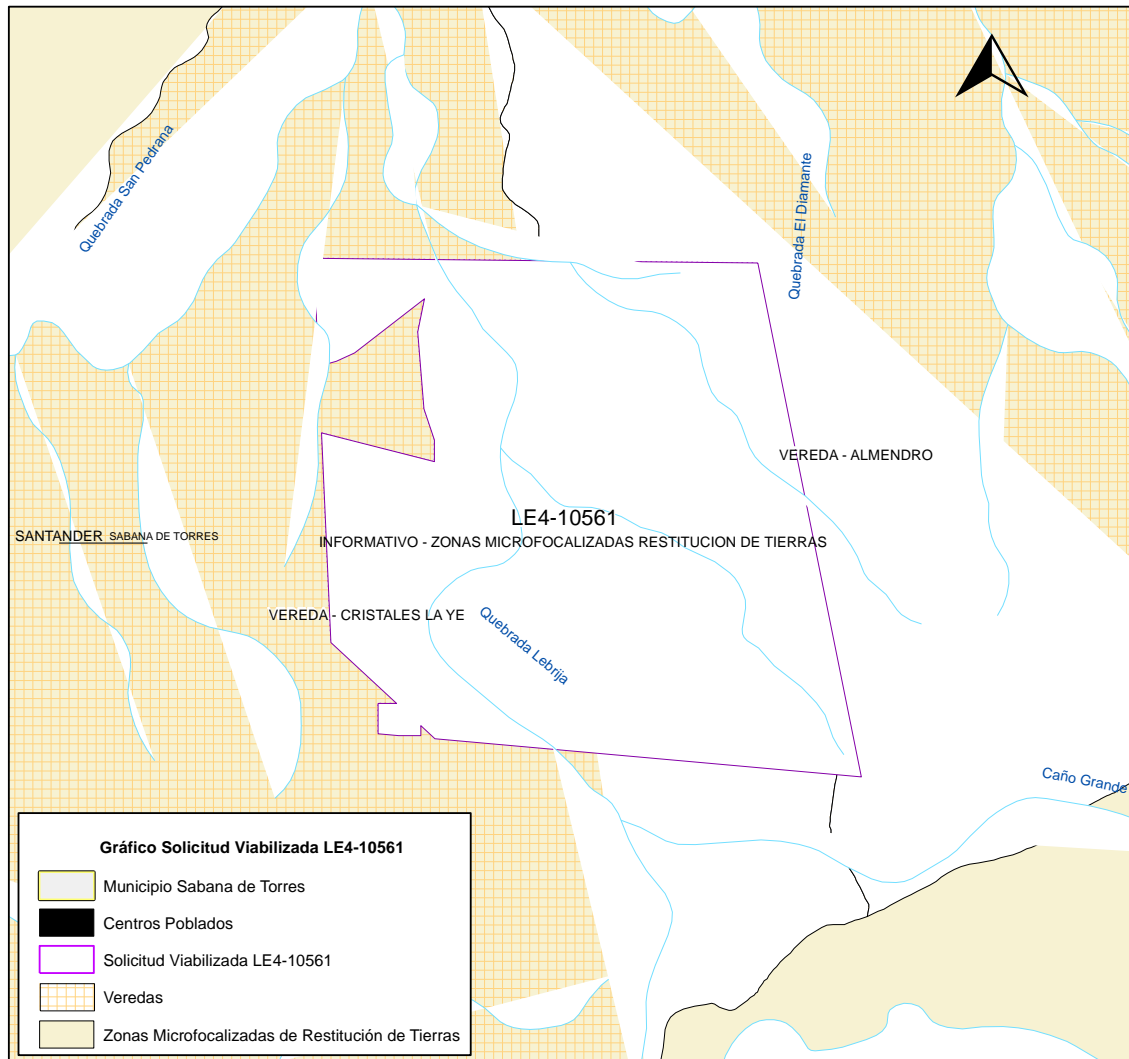 Quebrada San Pedrana
Quebrada El Diamante
VEREDA - ALMENDRO
LE4-10561
INFORMATIVO - ZONAS MICROFOCALIZADAS RESTITUCION DE TIERRAS
SANTANDER SABANA DE TORRES
VEREDA - CRISTALES LA YE
Quebrada Lebrija
Caño Grande
Gráfico Solicitud Viabilizada LE4-10561
Municipio Sabana de Torres
Centros Poblados
Solicitud Viabilizada LE4-10561
Veredas
Zonas Microfocalizadas de Restitución de Tierras